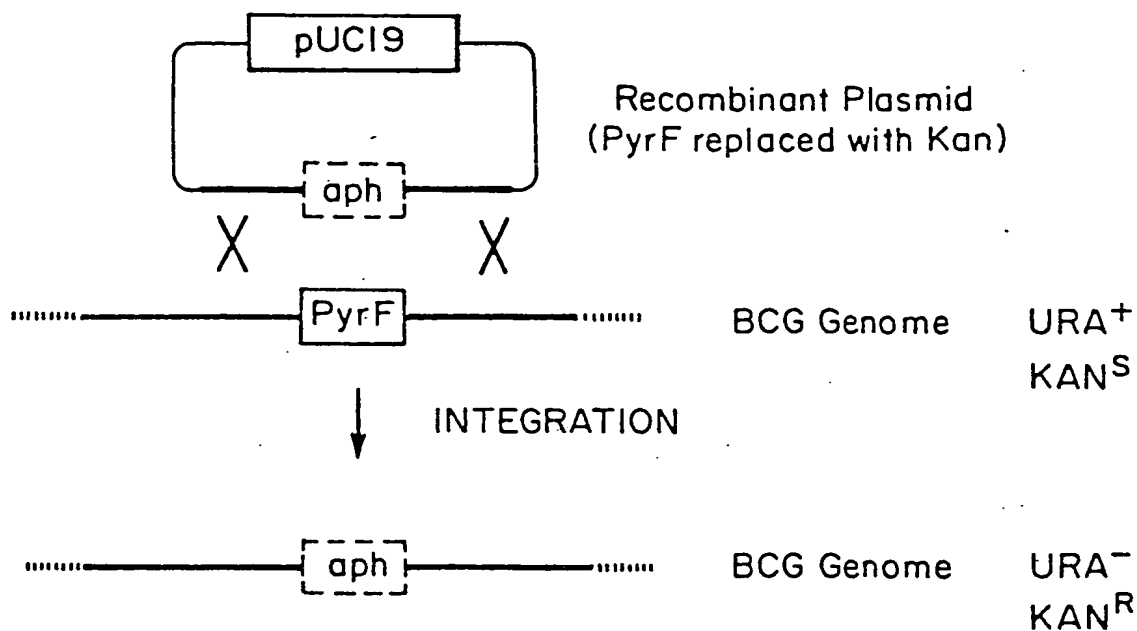 pUC19
Recombinant Plasmid
(PyrF replaced with Kan)
aph
PyrF
BCG Genome URA+
KANS
INTEGRATION
aph
BCG Genome URA−
KANR